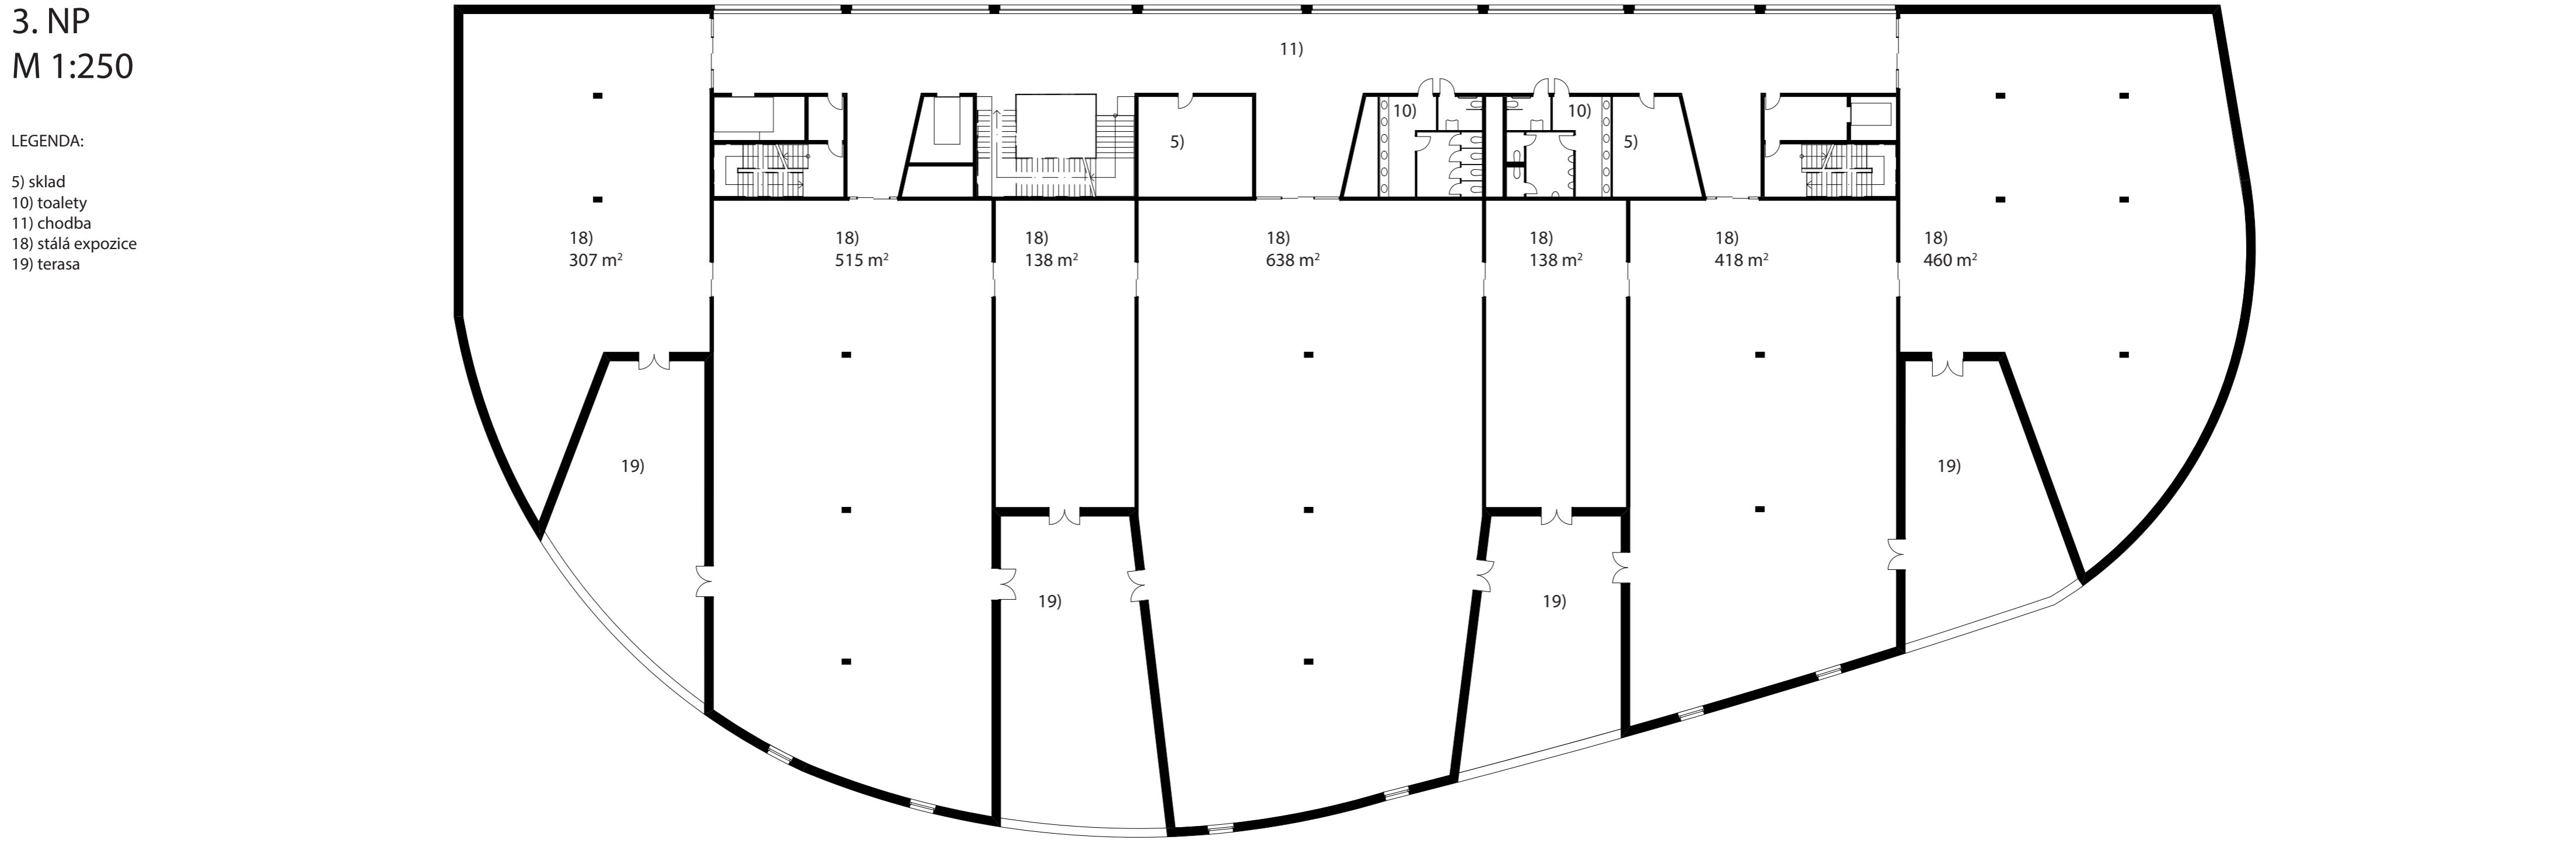 3. NP
M 1:250
LEGENDA:
5) sklad
10) toalety
11) chodba
18) stálá expozice
19) terasa
11)
10)
10)
5)
5)
18)
307 m²
18)
515 m²
18)
138 m²
18)
638 m²
18)
138 m²
18)
418 m²
18)
460 m²
19)
19)
19)
19)